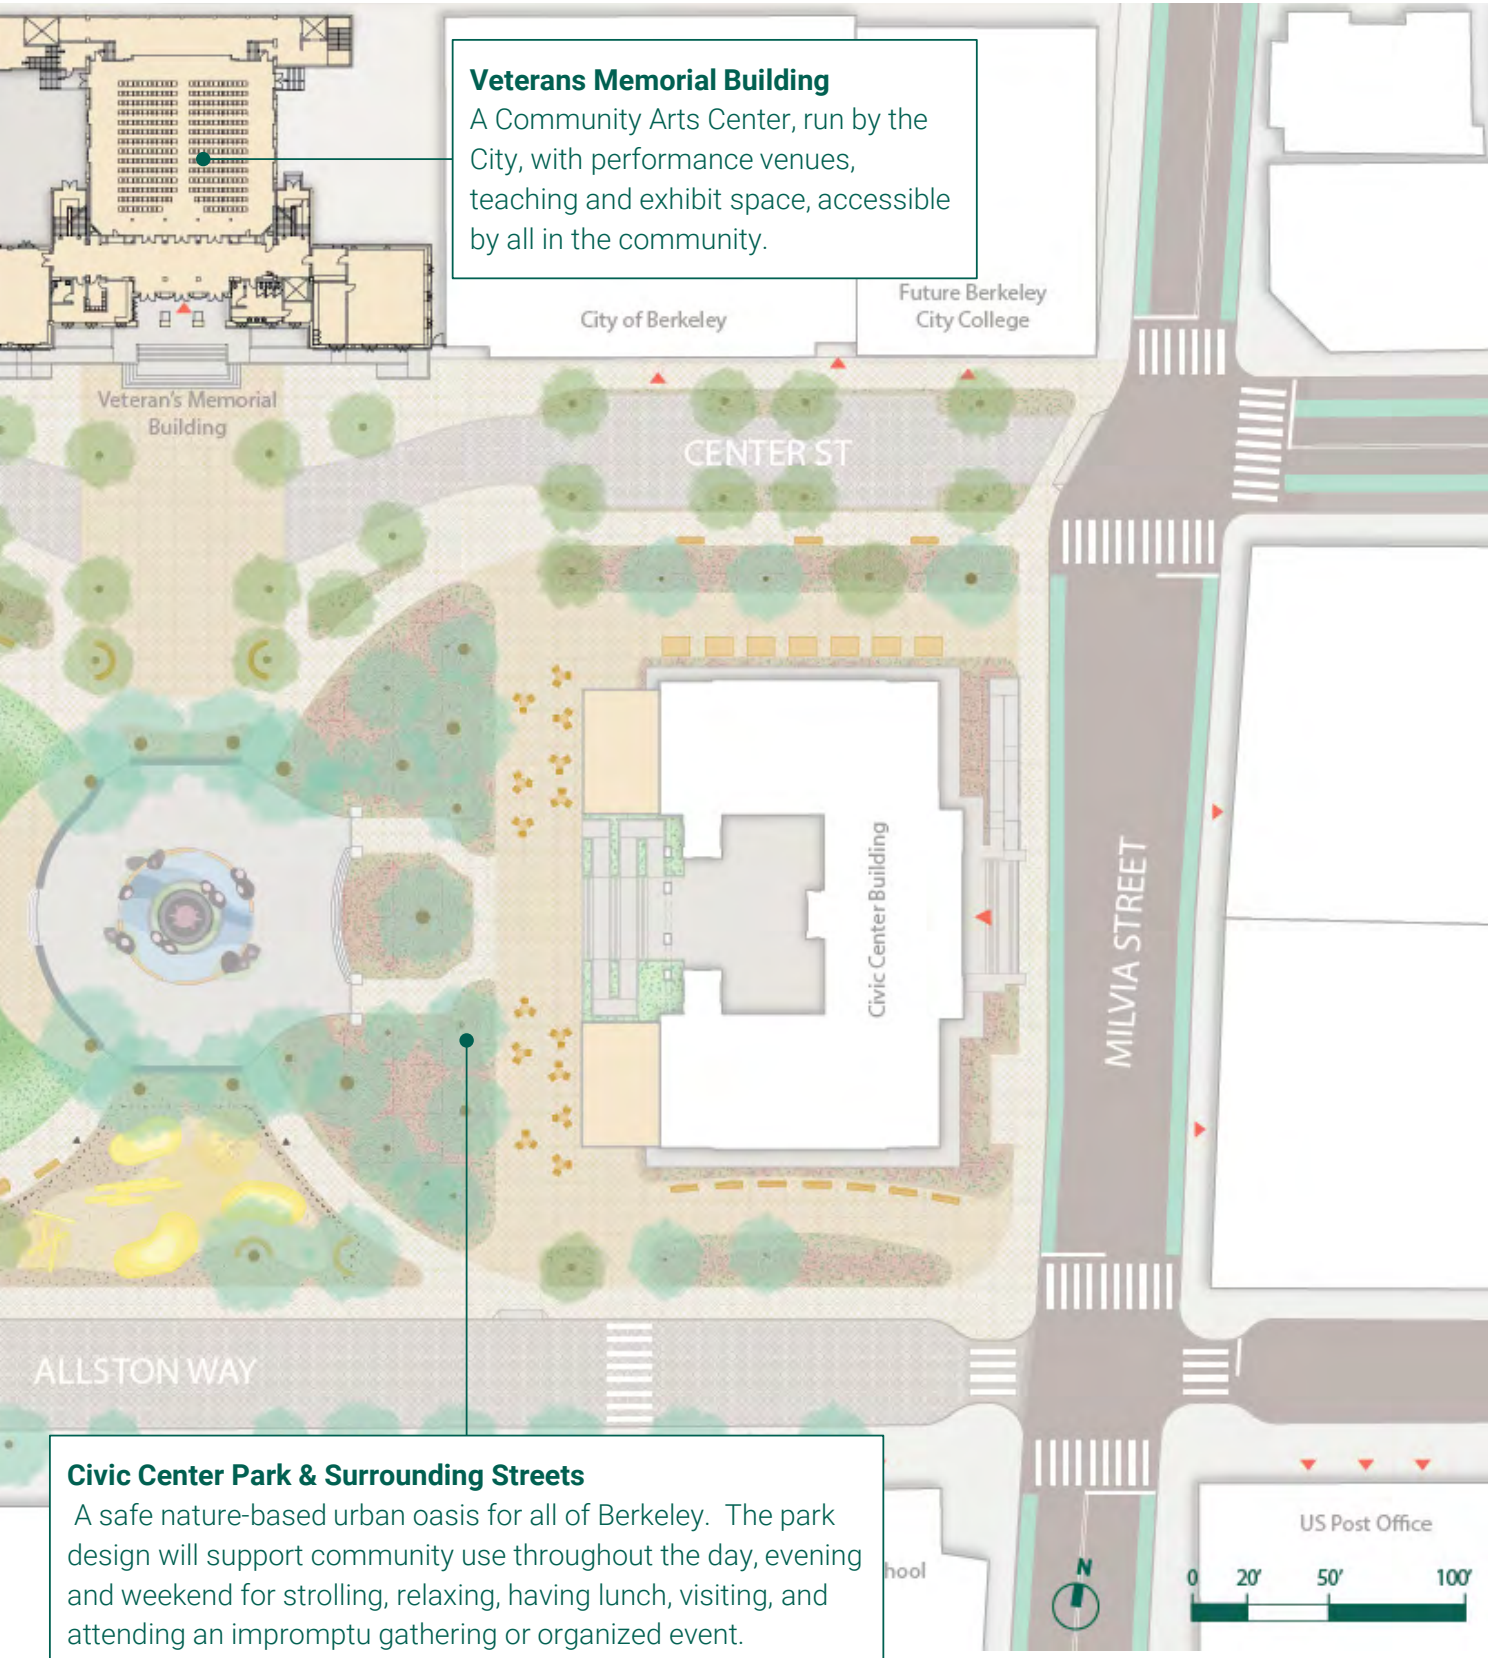 Veterans Memorial Building
A Community Arts Center, run by the
City, with performance venues,
teaching and exhibit space, accessible
by all in the community.
City of Berkeley
Future Berkeley
City College
Veteran's Memorial
Building
CENTER ST
Civic Center Building
MILVIA STREET
ALLSTON WAY
Civic Center Park & Surrounding Streets
A safe nature-based urban oasis for all of Berkeley. The park
design will support community use throughout the day, evening
and weekend for strolling, relaxing, having lunch, visiting, and
attending an impromptu gathering or organized event.
hool
US Post Office
N
0 20' 50' 100'